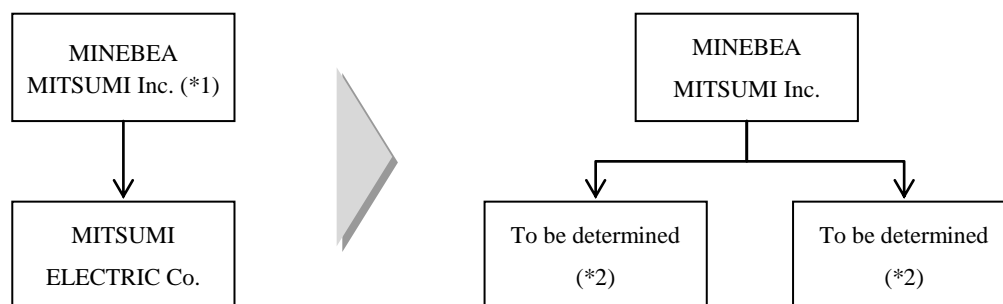 MINEBEA
MITSUMI Inc. (*1)
MITSUMI
ELECTRIC Co.
MINEBEA
MITSUMI Inc.
To be determined
(*2)
To be determined
(*2)